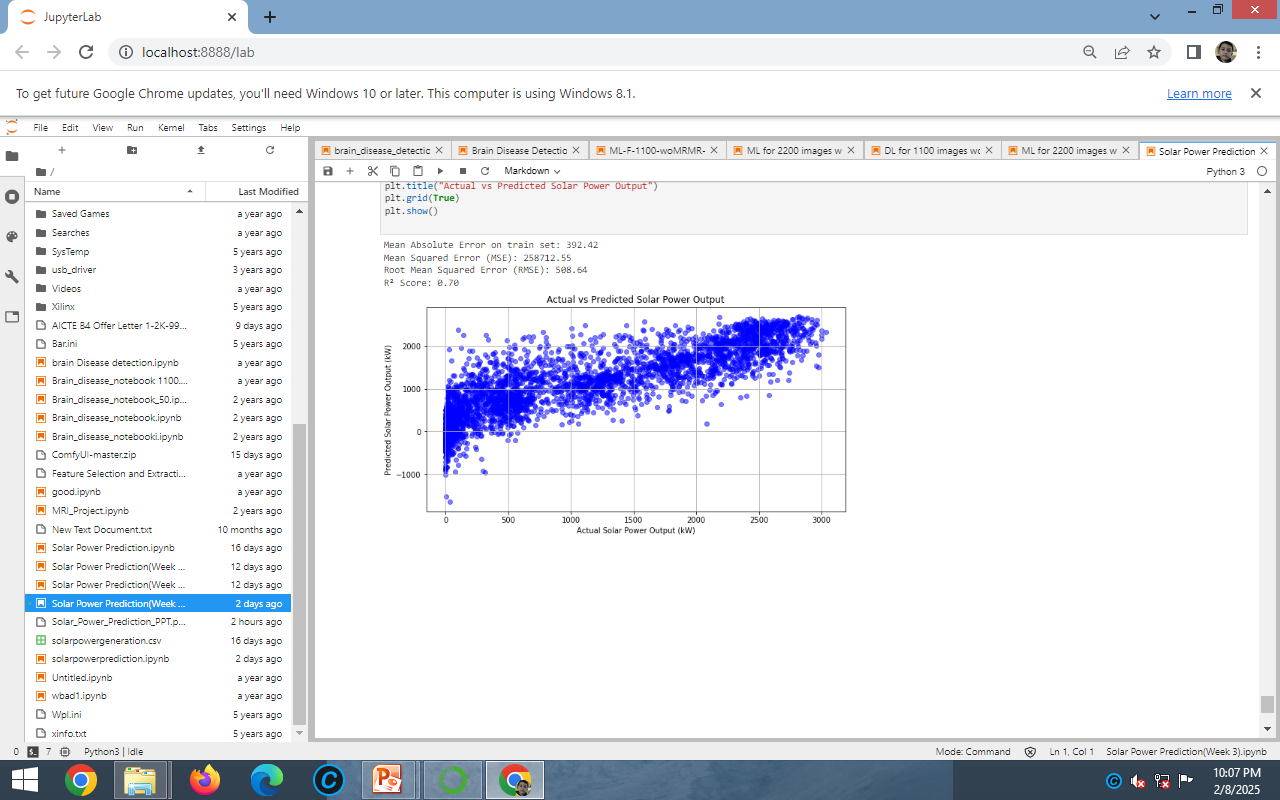 JupyterLab
localhost:8888/lab
To get future Google Chrome updates, you'll need Windows 10 or later. This computer is using Windows 8.1.
Learn more
File Edit View Run Kernel Tabs Settings Help
/
Name Last Modified
Saved Games a year ago
Searches a year ago
SysTemp 5 years ago
usb_driver 3 years ago
Videos a year ago
Xilinx 5 years ago
AICTE B4 Offer Letter 1-2K-99... 9 days ago
Bar.ini 5 years ago
brain Disease detection.ipynb a year ago
Brain_disease_notebook 1100.... a year ago
Brain_disease_notebook_50.ip... 2 years ago
Brain_disease_notebook.ipynb 2 years ago
Brain_disease_notebooki.ipynb 2 years ago
ComfyUI-master.zip 15 days ago
Feature Selection and Extracti... a year ago
good.ipynb a year ago
MRI_Project.ipynb 2 years ago
New Text Document.txt 10 months ago
Solar Power Prediction.ipynb 16 days ago
Solar Power Prediction(Week ... 12 days ago
Solar Power Prediction(Week ... 12 days ago
Solar Power Prediction(Week ... 2 days ago
Solar_Power_Prediction_PPT.p... 2 hours ago
solarpowergeneration.csv 16 days ago
solarpowerprediction.ipynb 2 days ago
Untitled.ipynb a year ago
wbad1.ipynb a year ago
Wpl.ini 5 years ago
xinfo.txt 5 years ago
brain_disease_detectic Brain Disease Detectio ML-F-1100-woMRMR- ML for 2200 images w DL for 1100 images wc ML for 2200 images w Solar Power Prediction
Markdown Python 3
plt.title("Actual vs Predicted Solar Power Output")
plt.grid(True)
plt.show()
Mean Absolute Error on train set: 392.42
Mean Squared Error (MSE): 258712.55
Root Mean Squared Error (RMSE): 508.64
R² Score: 0.70
Actual vs Predicted Solar Power Output
Predicted Solar Power Output (kW)
2000
1000
0
−1000
0 500 1000 1500 2000 2500 3000
Actual Solar Power Output (kW)
0 7 Python3 | Idle Mode: Command Ln 1, Col 1 Solar Power Prediction(Week 3).ipynb
10:07 PM
2/8/2025